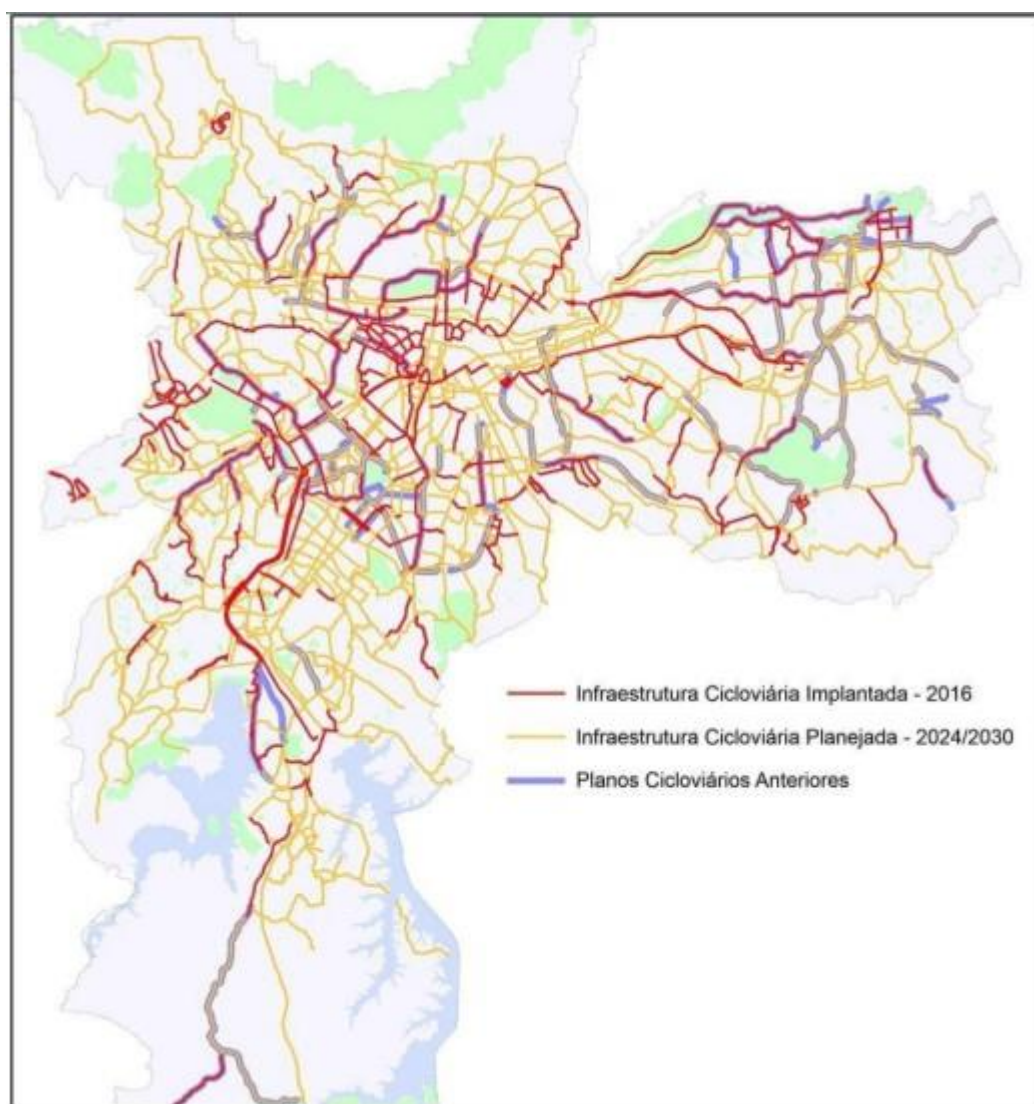 Infraestrutura Cicloviária Implantada - 2016
Infraestrutura Cicloviária Planejada - 2024/2030
Planos Cicloviários Anteriores